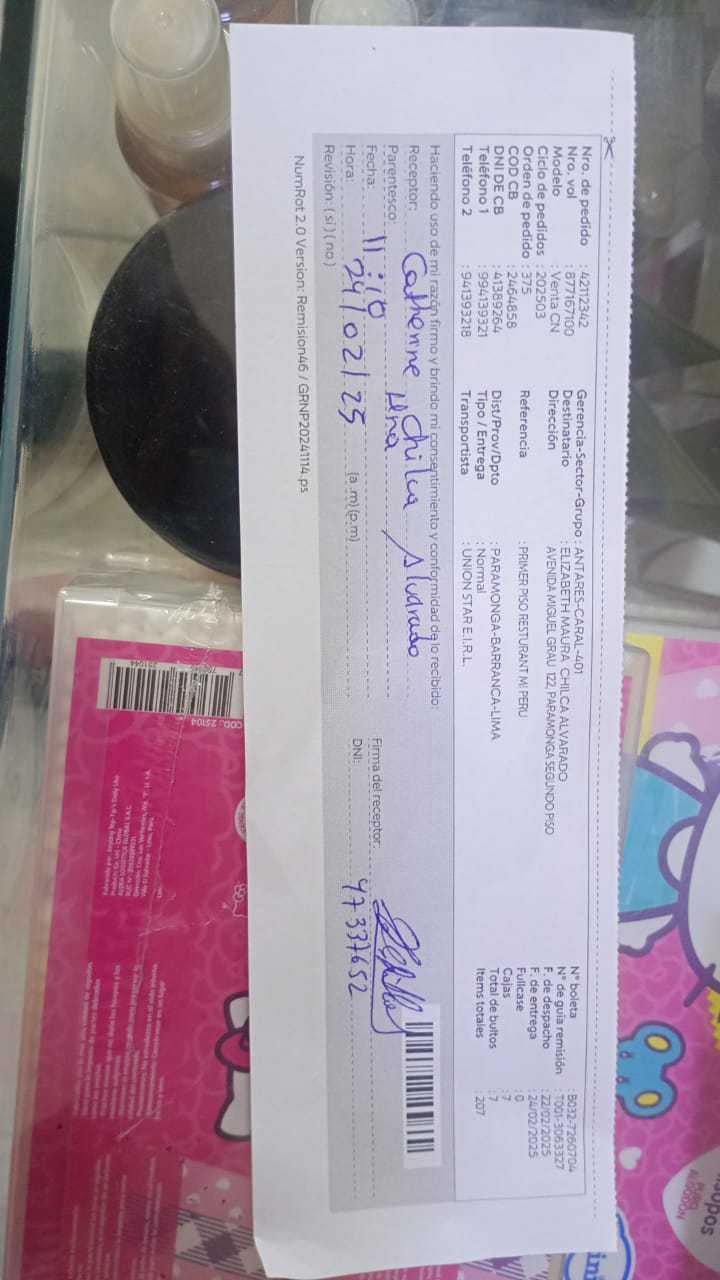 Nro. de pedido : 42112342
Nro. vol : 877167100
Modelo : Venta CN
Ciclo de pedidos : 202503
Orden de pedido : 375
COD CB : 2464858
DNI DE CB : 41389264
Teléfono 1 : 994139321
Teléfono 2 : 941393218
Gerencia-Sector-Grupo : ANTARES-CARAL-401
Destinatario : ELIZABETH MAURA CHILCA ALVARADO
Dirección : AVENIDA MIGUEL GRAU 122, PARAMONGA SEGUNDO PISO
Referencia : PRIMER PISO RESTURANT MI PERU
Dist/Prov/Dpto : PARAMONGA-BARRANCA-LIMA
Tipo / Entrega : Normal
Transportista : UNION STAR E.I.R.L.
N° boleta : B032-7260704
N° de guia remisión : T001-3063327
F. de despacho : 22/02/2025
F. de entrega : 24/02/2025
Fullcase : 0
Cajas : 7
Total de bultos : 7
Items totales : 207
Haciendo uso de mi razón firmo y brindo mi consentimiento y conformidad de lo recibido:
Receptor: Catherine Chilca Alvarado
Parentesco: Hna
Fecha: 11:10
Hora: 24/02/25 (a .m) (p.m)
Revisión: ( si ) ( no )
Firma del receptor:
DNI: 47337652
NumRot 2.0 Version: Remision46 / GRNP20241114.ps
COD.: 25104
ALGODÓN